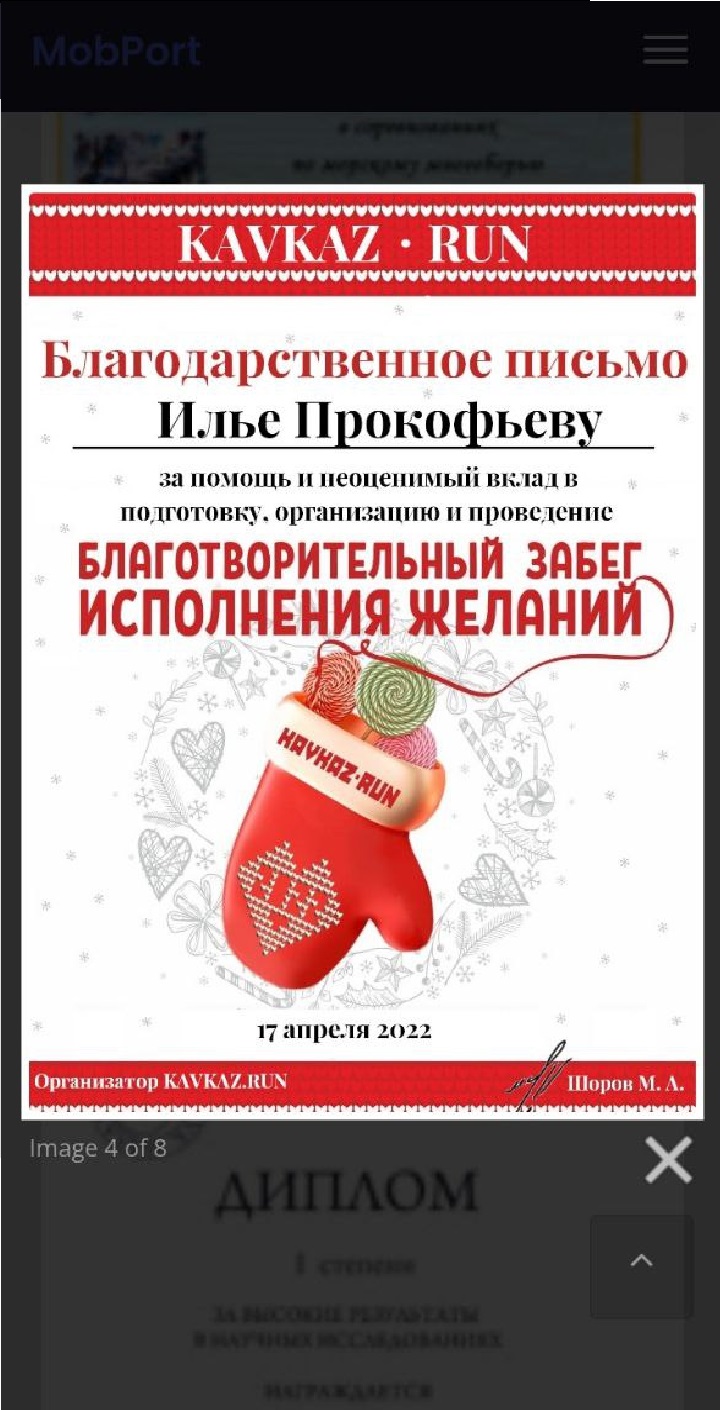 MobPort
в соревнованиях
по морскому многоборью
KAVKAZ · RUN
Благодарственное письмо
Илье Прокофьеву
за помощь и неоценимый вклад в
подготовку, организацию и проведение
БЛАГОТВОРИТЕЛЬНЫЙ ЗАБЕГ
ИСПОЛНЕНИЯ ЖЕЛАНИЙ
KAVKAZ·RUN
17 апреля 2022
Организатор KAVKAZ.RUN
Шоров М. А.
Image 4 of 8
ДИПЛОМ
I степени
ЗА ВЫСОКИЕ РЕЗУЛЬТАТЫ
В НАУЧНЫХ ИССЛЕДОВАНИЯХ
НАГРАЖДАЕТСЯ